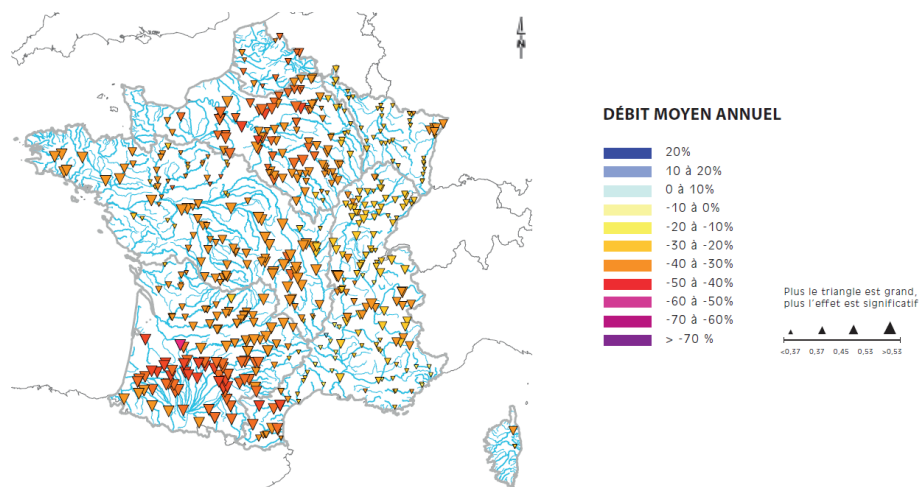 N
DÉBIT MOYEN ANNUEL
20%
10 à 20%
0 à 10%
-10 à 0%
-20 à -10%
-30 à -20%
-40 à -30%
-50 à -40%
-60 à -50%
-70 à -60%
> -70 %
Plus le triangle est grand,
plus l'effet est significatif
<0,37 0,37 0,45 0,53 >0,53